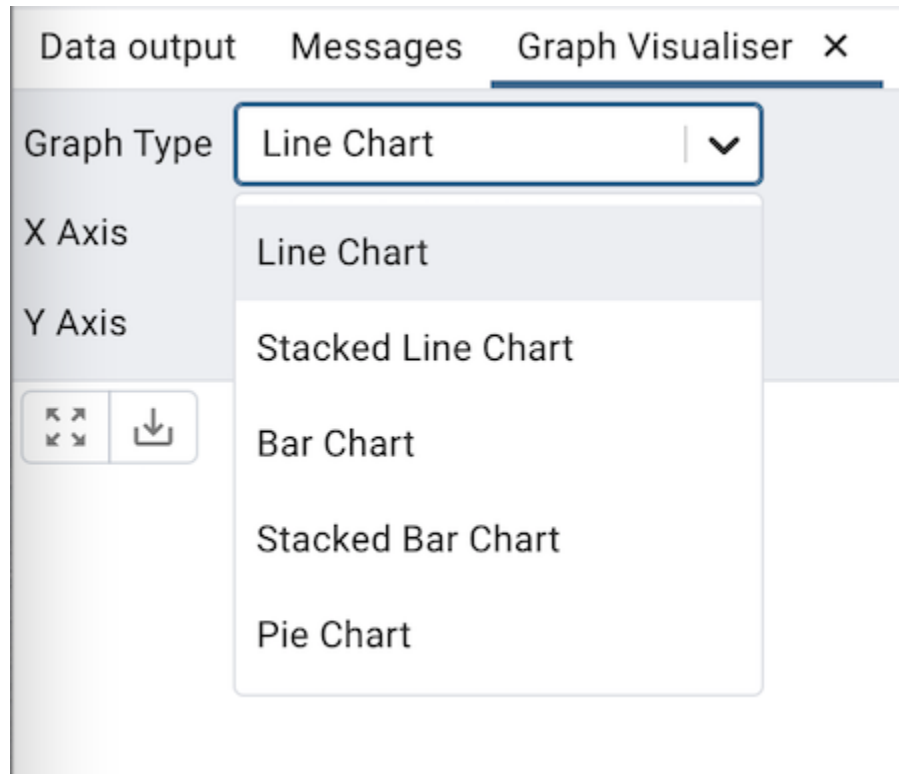 Data output Messages Graph Visualiser ×
Graph Type Line Chart
X Axis
Line Chart
Y Axis
Stacked Line Chart
Bar Chart
Stacked Bar Chart
Pie Chart